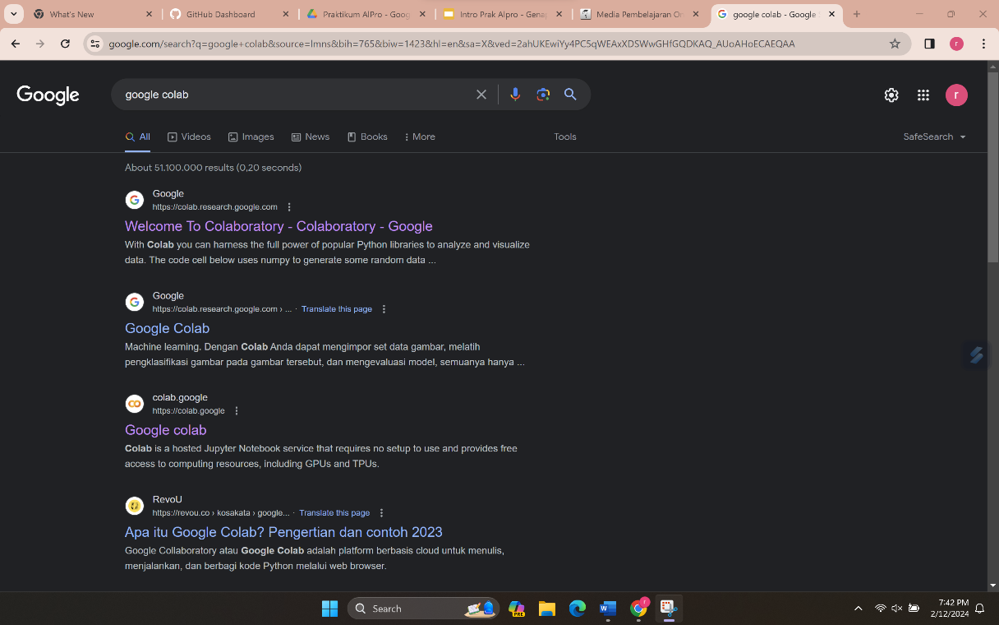 What's New
GitHub Dashboard
Praktikum AlPro - Goog
Intro Prak Alpro - Genap
Media Pembelajaran On
google colab - Google S
google.com/search?q=google+colab&source=lmns&bih=765&biw=1423&hl=en&sa=X&ved=2ahUKEwiYy4PC5qWEAxXDSWwGHfGQDKAQ_AUoAHoECAEQAA
r
Google
google colab
r
All
Videos
Images
News
Books
More
Tools
SafeSearch
About 51.100.000 results (0,20 seconds)
Google
https://colab.research.google.com
Welcome To Colaboratory - Colaboratory - Google
With Colab you can harness the full power of popular Python libraries to analyze and visualize
data. The code cell below uses numpy to generate some random data ...
Google
https://colab.research.google.com › ... · Translate this page
Google Colab
Machine learning. Dengan Colab Anda dapat mengimpor set data gambar, melatih
pengklasifikasi gambar pada gambar tersebut, dan mengevaluasi model, semuanya hanya ...
colab.google
https://colab.google
Google colab
Colab is a hosted Jupyter Notebook service that requires no setup to use and provides free
access to computing resources, including GPUs and TPUs.
RevoU
https://revou.co › kosakata › google... · Translate this page
Apa itu Google Colab? Pengertian dan contoh 2023
Google Collaboratory atau Google Colab adalah platform berbasis cloud untuk menulis,
menjalankan, dan berbagi kode Python melalui web browser.
Search
PRE
7:42 PM
2/12/2024